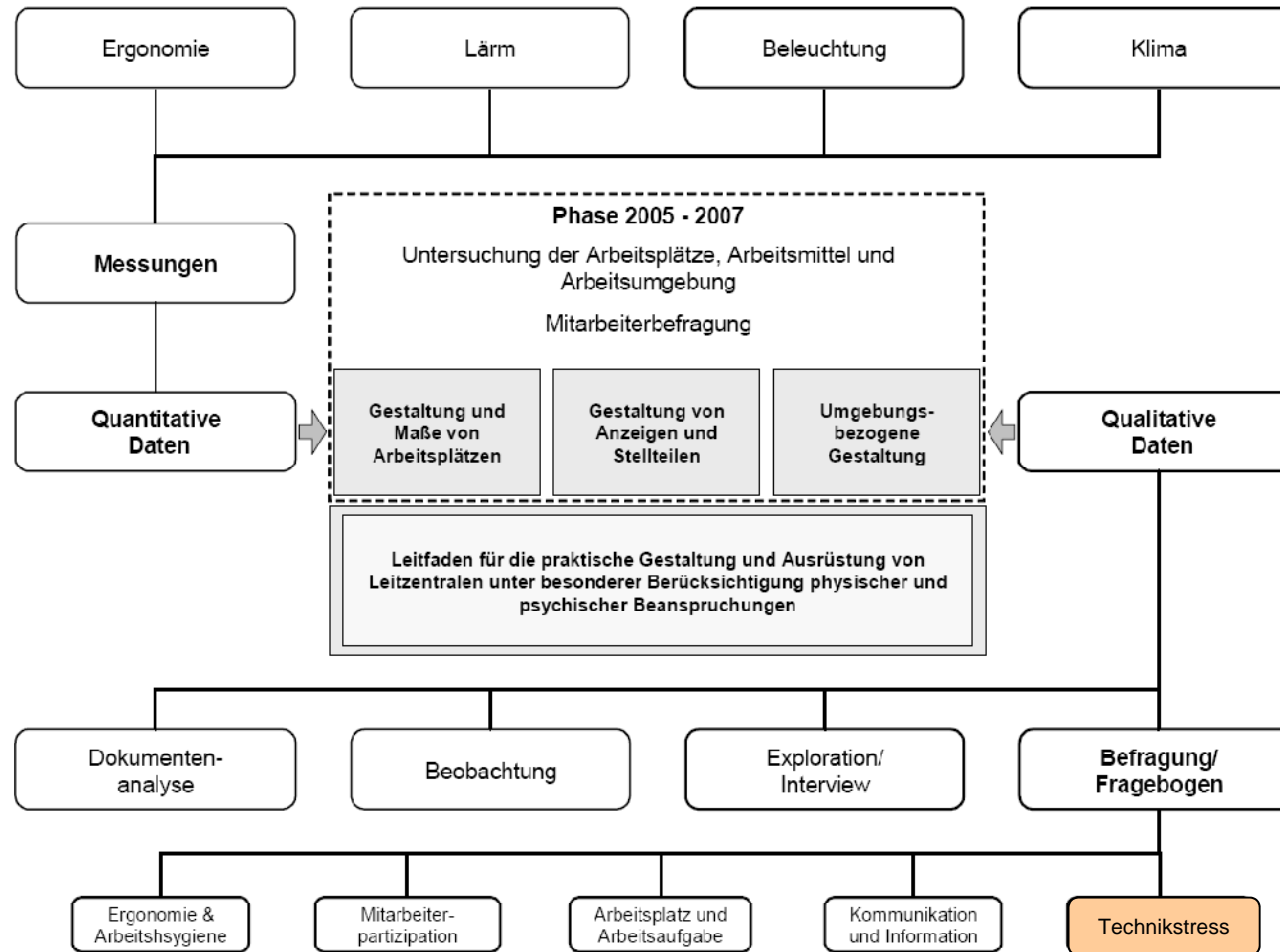 Ergonomie
Lärm
Beleuchtung
Klima
Messungen
Phase 2005 - 2007
Untersuchung der Arbeitsplätze, Arbeitsmittel und
Arbeitsumgebung
Mitarbeiterbefragung
Quantitative
Daten
Gestaltung und
Maße von
Arbeitsplätzen
Gestaltung von
Anzeigen und
Stellteilen
Umgebungs-
bezogene
Gestaltung
Qualitative
Daten
Leitfaden für die praktische Gestaltung und Ausrüstung von
Leitzentralen unter besonderer Berücksichtigung physischer und
psychischer Beanspruchungen
Dokumenten-
analyse
Beobachtung
Exploration/
Interview
Befragung/
Fragebogen
Ergonomie &
Arbeitshsygiene
Mitarbeiter-
partizipation
Arbeitsplatz und
Arbeitsaufgabe
Kommunikation
und Information
Technikstress